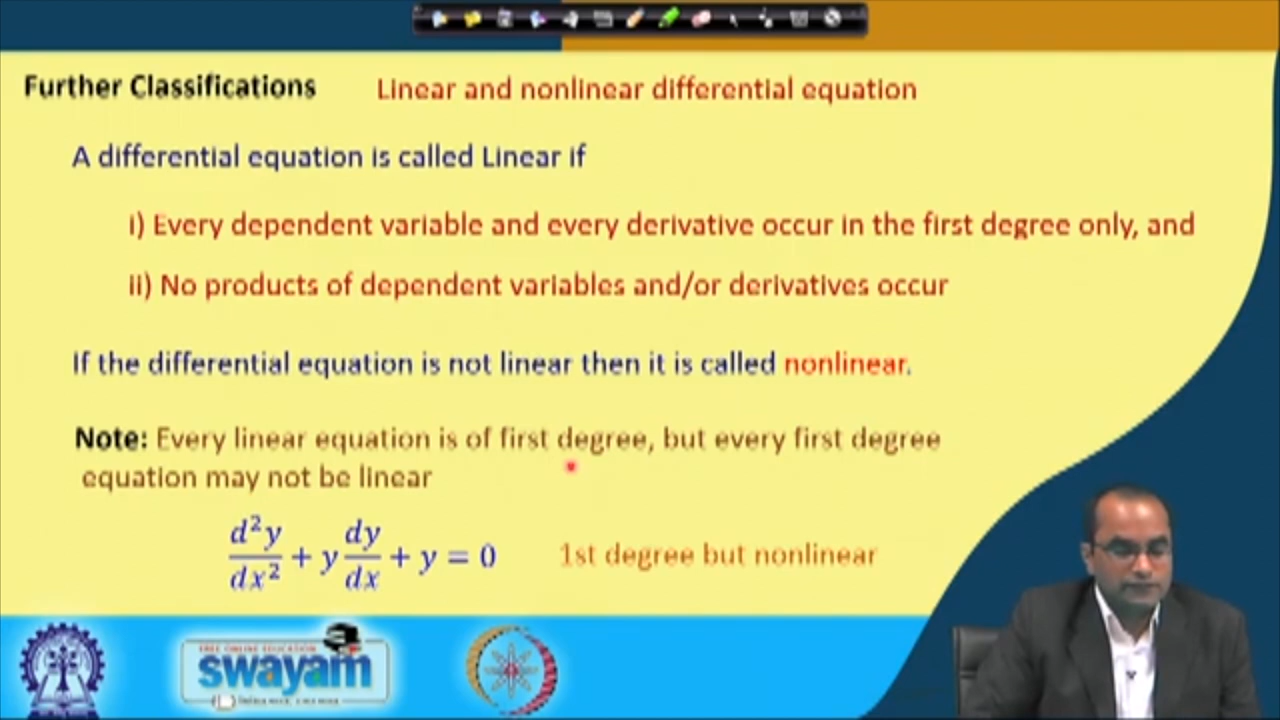 Further Classifications Linear and nonlinear differential equation
A differential equation is called Linear if
i) Every dependent variable and every derivative occur in the first degree only, and
ii) No products of dependent variables and/or derivatives occur
If the differential equation is not linear then it is called nonlinear.
Note: Every linear equation is of first degree, but every first degree
equation may not be linear
d²y/dx² + y dy/dx + y = 0 1st degree but nonlinear
FREE ONLINE EDUCATION
swayam